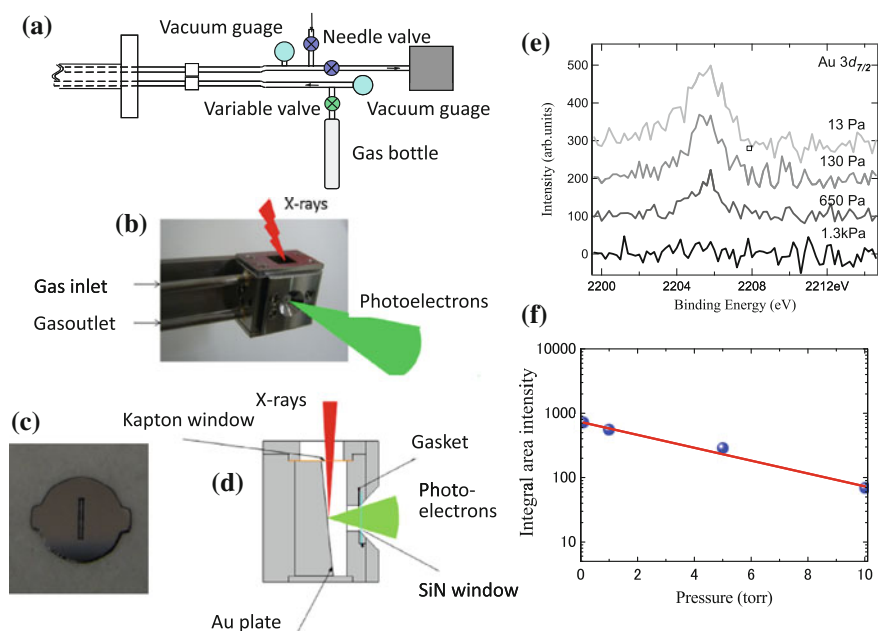 (a)
Vacuum guage
Needle valve
Variable valve
Vacuum guage
Gas bottle
(b)
X-rays
Gas inlet
Gasoutlet
Photoelectrons
(c)
X-rays
Kapton window
Gasket
(d)
Photo-
electrons
SiN window
Au plate
(e)
Au 3d7/2
500
400
300
200
100
0
13 Pa
130 Pa
650 Pa
1.3kPa
Intensity (arb.units)
2200 2204 2208 2212eV
Binding Energy (eV)
(f)
10000
1000
100
10
Integral area intensity
0 2 4 6 8 10
Pressure (torr)